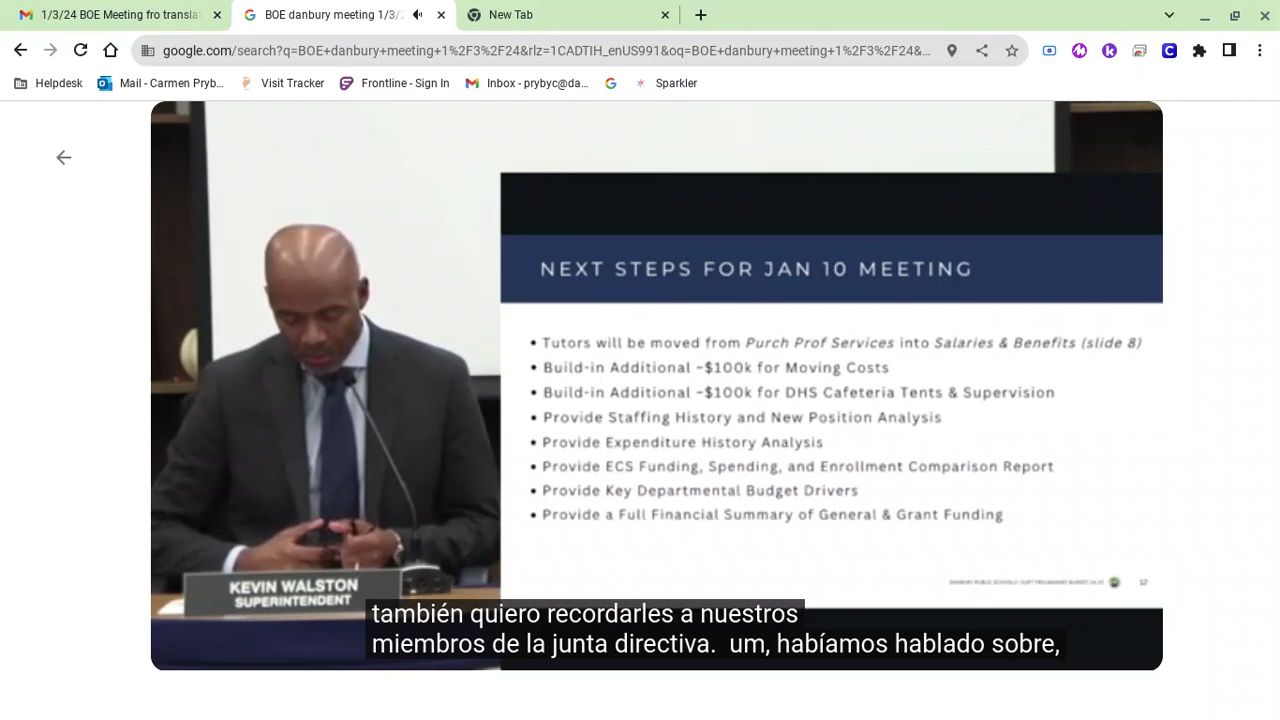 1/3/24 BOE Meeting fro transla
BOE danbury meeting 1/3/2
New Tab
google.com/search?q=BOE+danbury+meeting+1%2F3%2F24&rlz=1CADTIH_enUS991&oq=BOE+danbury+meeting+1%2F3%2F24&...
Helpdesk
Mail - Carmen Pryb...
Visit Tracker
Frontline - Sign In
Inbox - prybyc@da...
Sparkler
NEXT STEPS FOR JAN 10 MEETING
• Tutors will be moved from Purch Prof Services into Salaries & Benefits (slide 8)
• Build-in Additional ~$100k for Moving Costs
• Build-in Additional ~$100k for DHS Cafeteria Tents & Supervision
• Provide Staffing History and New Position Analysis
• Provide Expenditure History Analysis
• Provide ECS Funding, Spending, and Enrollment Comparison Report
• Provide Key Departmental Budget Drivers
• Provide a Full Financial Summary of General & Grant Funding
12
KEVIN WALSTON
SUPERINTENDENT
también quiero recordarles a nuestros
miembros de la junta directiva.  um, habíamos hablado sobre,